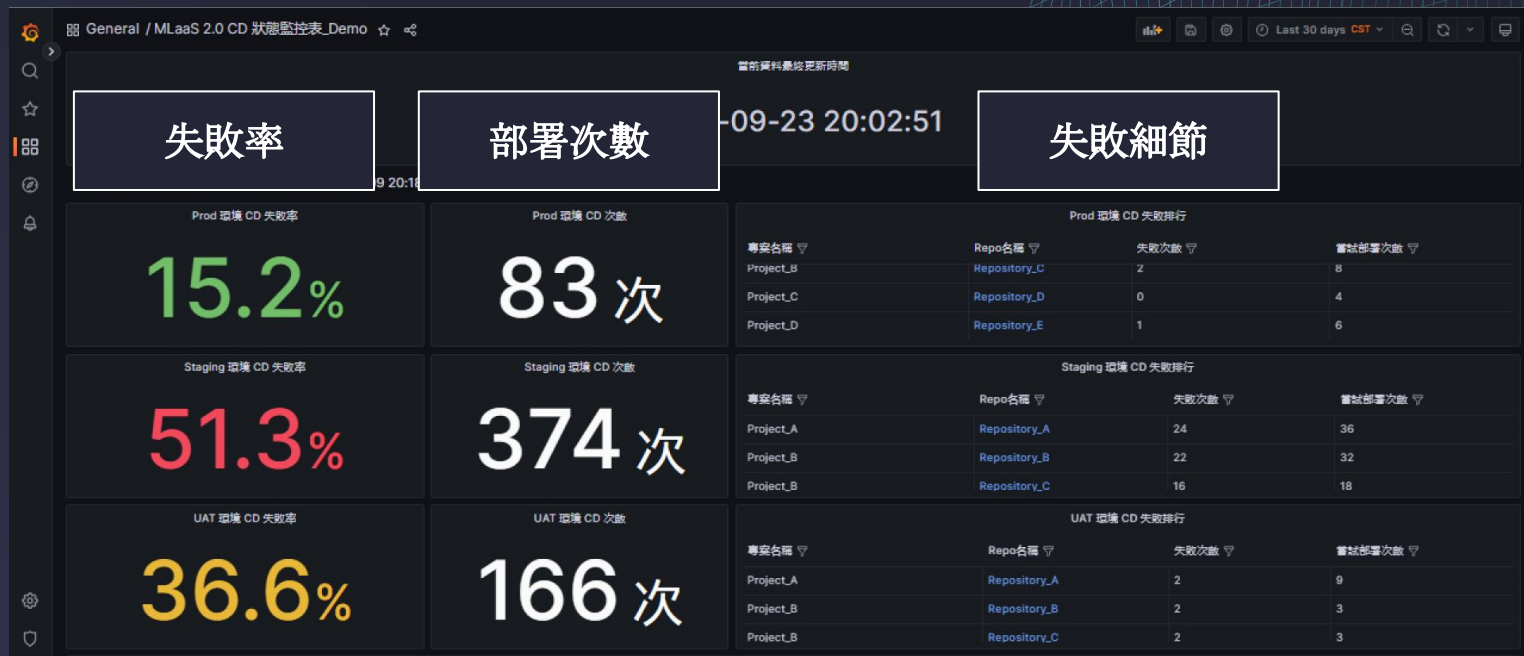 General / MLaaS 2.0 CD 狀態監控表_Demo
Last 30 days CST
當前資料最終更新時間
-09-23 20:02:51
失敗率
部署次數
失敗細節
9 20:18
Prod 環境 CD 失敗率
15.2%
Prod 環境 CD 次數
83 次
Prod 環境 CD 失敗排行
專案名稱 Repo名稱 失敗次數 嘗試部署次數
Project_B Repository_C 2 8
Project_C Repository_D 0 4
Project_D Repository_E 1 6
Staging 環境 CD 失敗率
51.3%
Staging 環境 CD 次數
374 次
Staging 環境 CD 失敗排行
專案名稱 Repo名稱 失敗次數 嘗試部署次數
Project_A Repository_A 24 36
Project_B Repository_B 22 32
Project_B Repository_C 16 18
UAT 環境 CD 失敗率
36.6%
UAT 環境 CD 次數
166 次
UAT 環境 CD 失敗排行
專案名稱 Repo名稱 失敗次數 嘗試部署次數
Project_A Repository_A 2 9
Project_B Repository_B 2 3
Project_B Repository_C 2 3